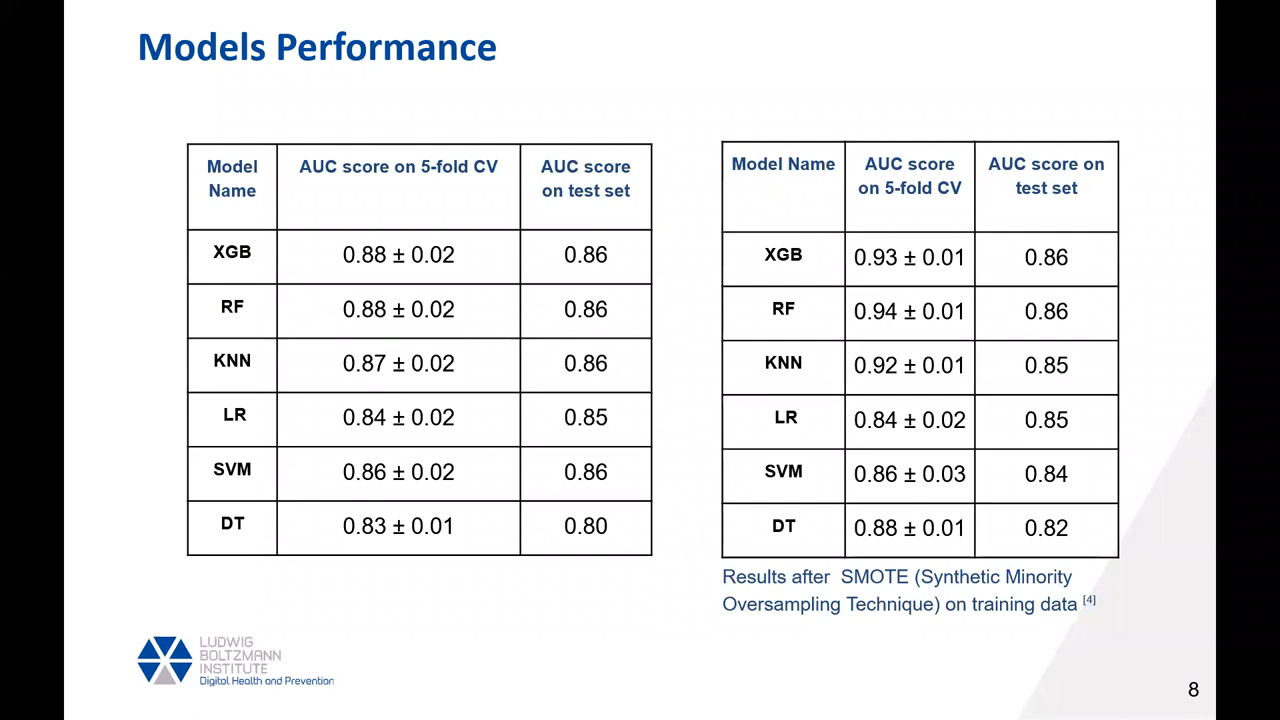 Models Performance
Model Name AUC score on 5-fold CV AUC score on test set
XGB 0.88 ± 0.02 0.86
RF 0.88 ± 0.02 0.86
KNN 0.87 ± 0.02 0.86
LR 0.84 ± 0.02 0.85
SVM 0.86 ± 0.02 0.86
DT 0.83 ± 0.01 0.80
Model Name AUC score on 5-fold CV AUC score on test set
XGB 0.93 ± 0.01 0.86
RF 0.94 ± 0.01 0.86
KNN 0.92 ± 0.01 0.85
LR 0.84 ± 0.02 0.85
SVM 0.86 ± 0.03 0.84
DT 0.88 ± 0.01 0.82
Results after SMOTE (Synthetic Minority
Oversampling Technique) on training data [4]
LUDWIG
BOLTZMANN
INSTITUTE
Digital Health and Prevention
8